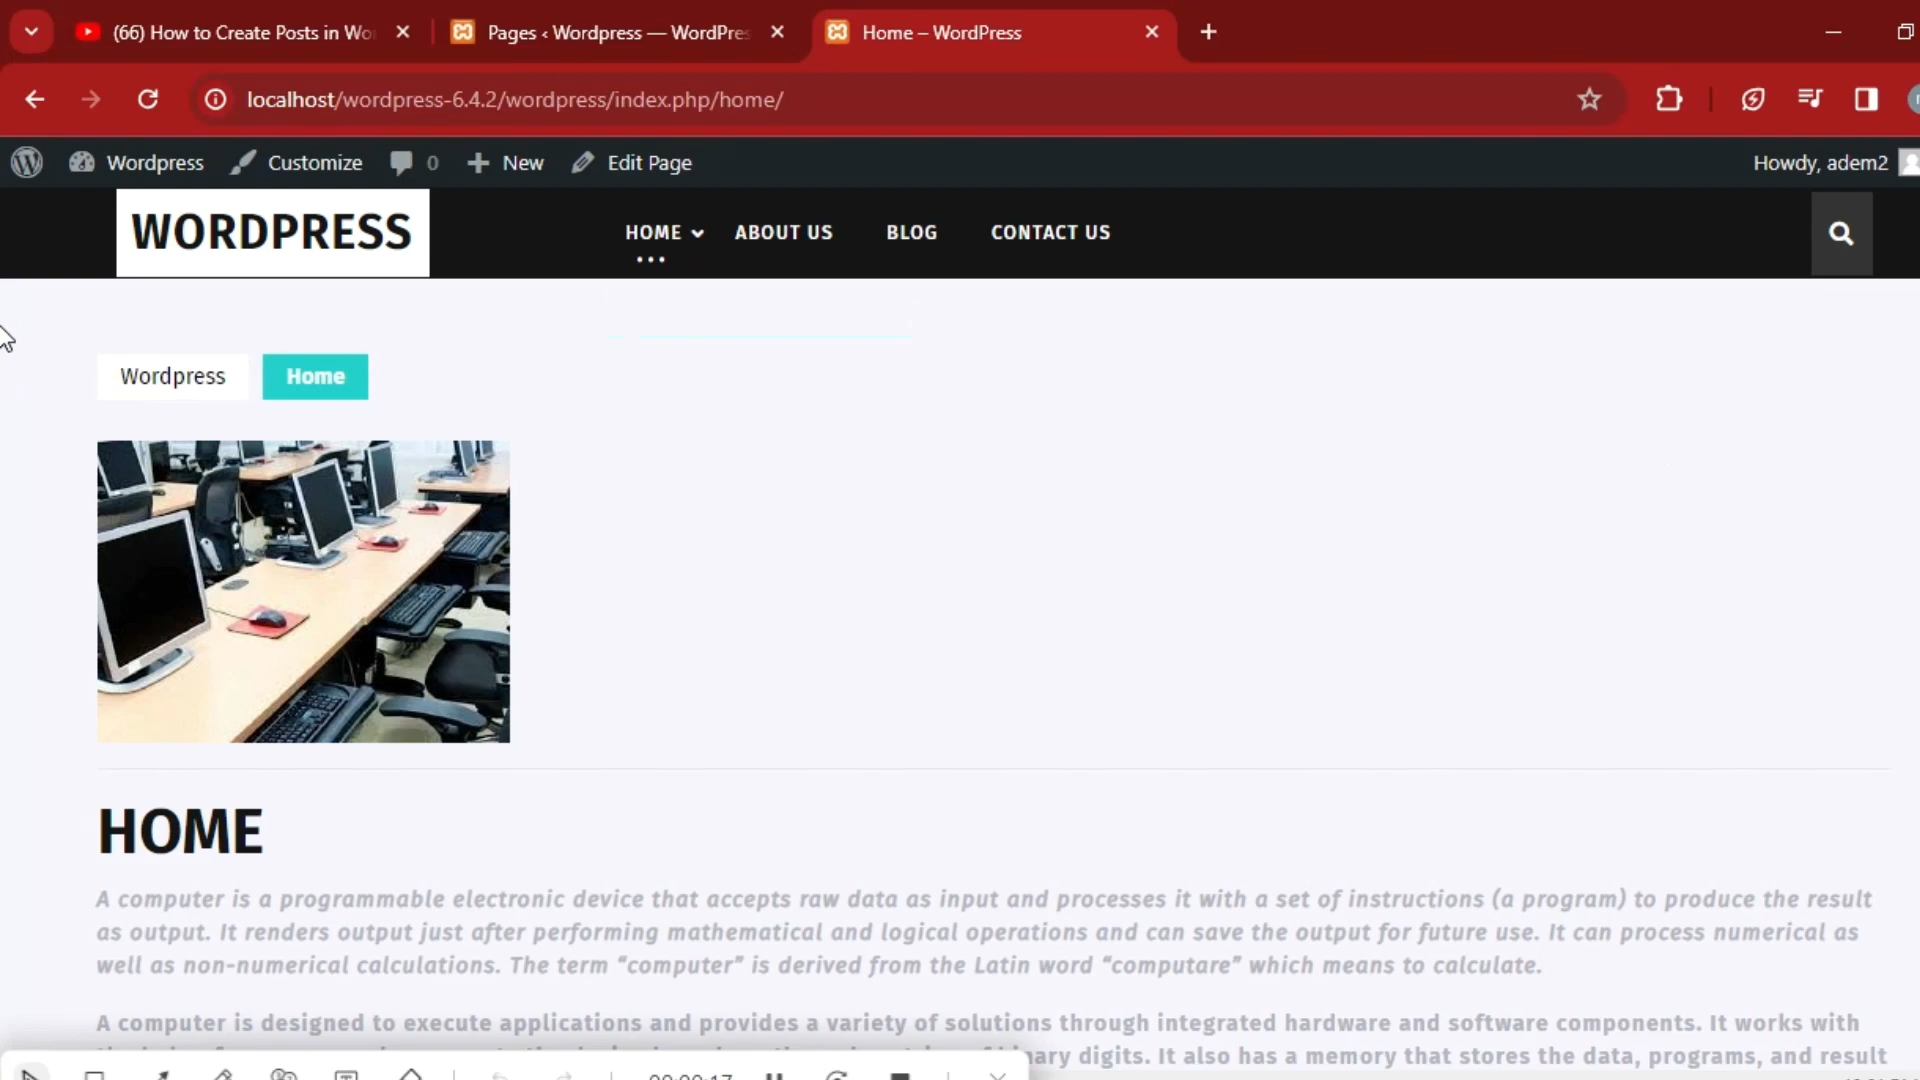 (66) How to Create Posts in Wo
Pages ‹ Wordpress — WordPres
Home – WordPress
localhost/wordpress-6.4.2/wordpress/index.php/home/
Wordpress
Customize
0
New
Edit Page
Howdy, adem2
WORDPRESS
HOME
ABOUT US
BLOG
CONTACT US
Wordpress
Home
HOME
A computer is a programmable electronic device that accepts raw data as input and processes it with a set of instructions (a program) to produce the result
as output. It renders output just after performing mathematical and logical operations and can save the output for future use. It can process numerical as
well as non-numerical calculations. The term “computer” is derived from the Latin word “computare” which means to calculate.
A computer is designed to execute applications and provides a variety of solutions through integrated hardware and software components. It works with
digits. It also has a memory that stores the data, programs, and result
00:00:17